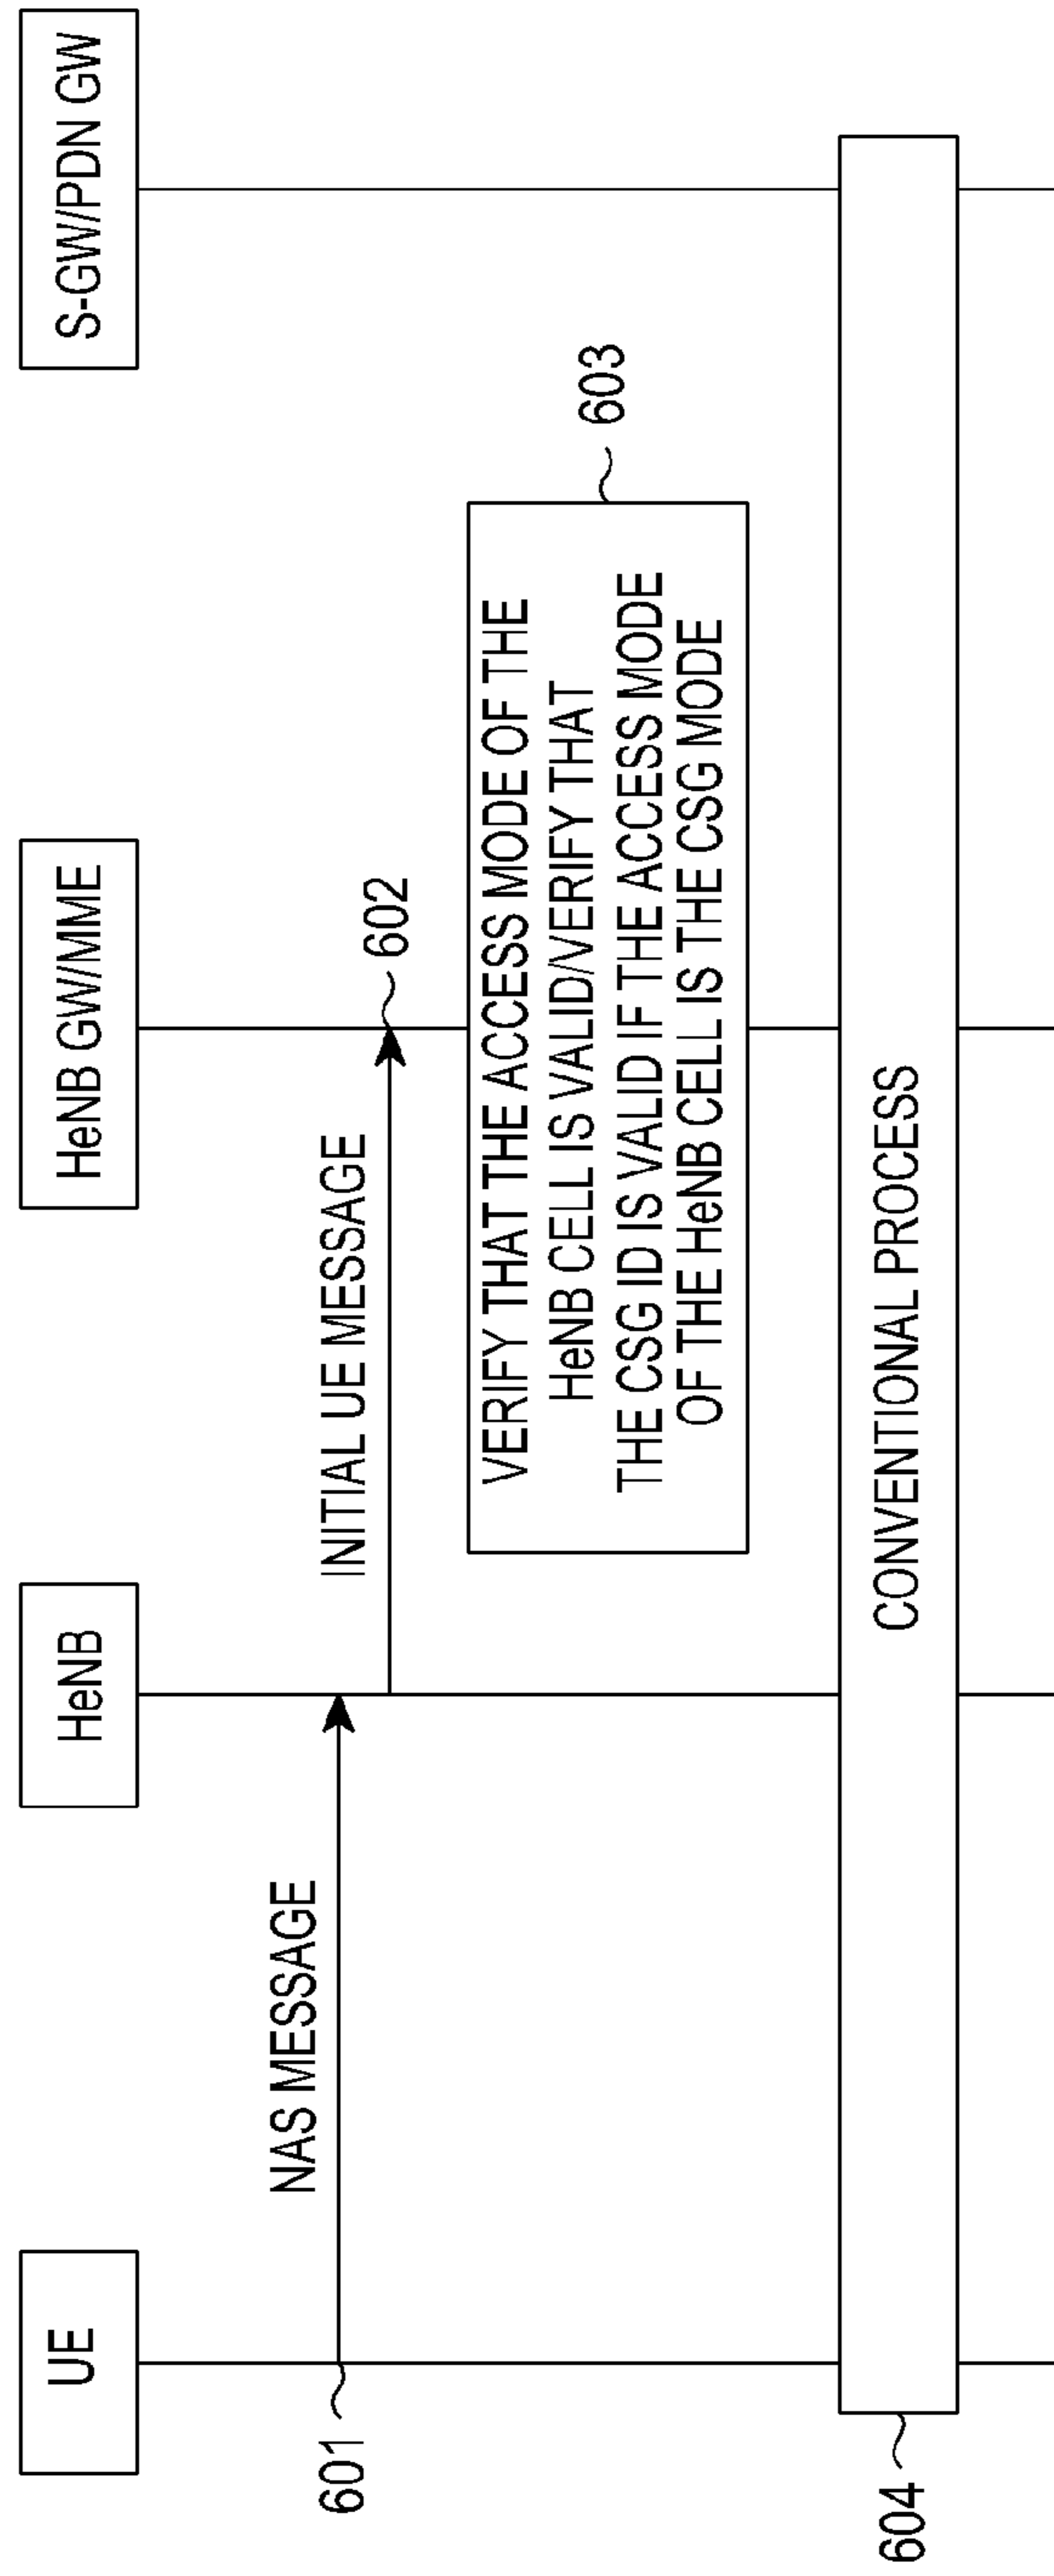 UE
HeNB
HeNB GW/MME
S-GW/PDN GW
601
NAS MESSAGE
INITIAL UE MESSAGE
602
VERIFY THAT THE ACCESS MODE OF THE
HeNB CELL IS VALID/VERIFY THAT
THE CSG ID IS VALID IF THE ACCESS MODE
OF THE HeNB CELL IS THE CSG MODE
603
604
CONVENTIONAL PROCESS